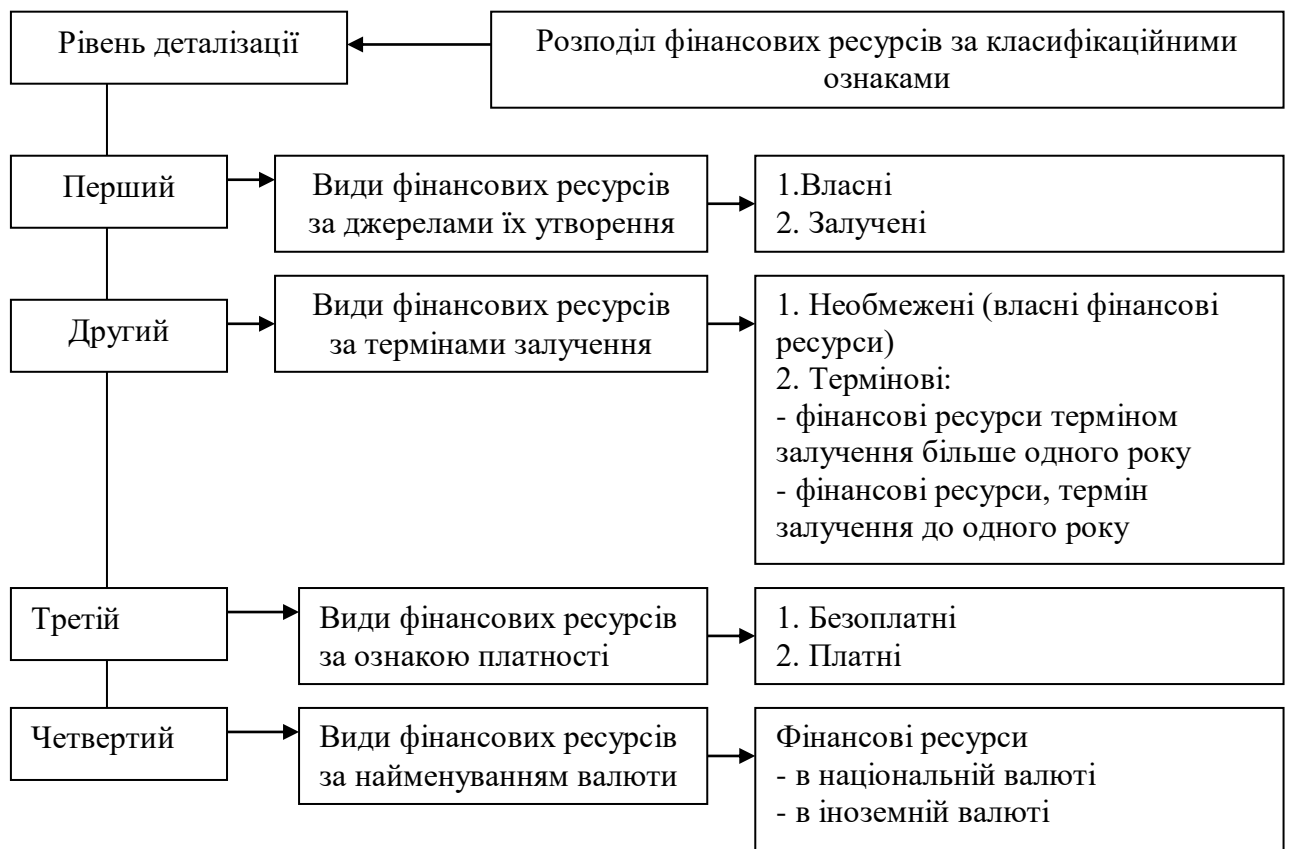 Рівень деталізації
Розподіл фінансових ресурсів за класифікаційними
ознаками
Перший
Види фінансових ресурсів
за джерелами їх утворення
1.Власні
2. Залучені
Другий
Види фінансових ресурсів
за термінами залучення
1. Необмежені (власні фінансові
ресурси)
2. Термінові:
- фінансові ресурси терміном
залучення більше одного року
- фінансові ресурси, термін
залучення до одного року
Третій
Види фінансових ресурсів
за ознакою платності
1. Безоплатні
2. Платні
Четвертий
Види фінансових ресурсів
за найменуванням валюти
Фінансові ресурси
- в національній валюті
- в іноземній валюті